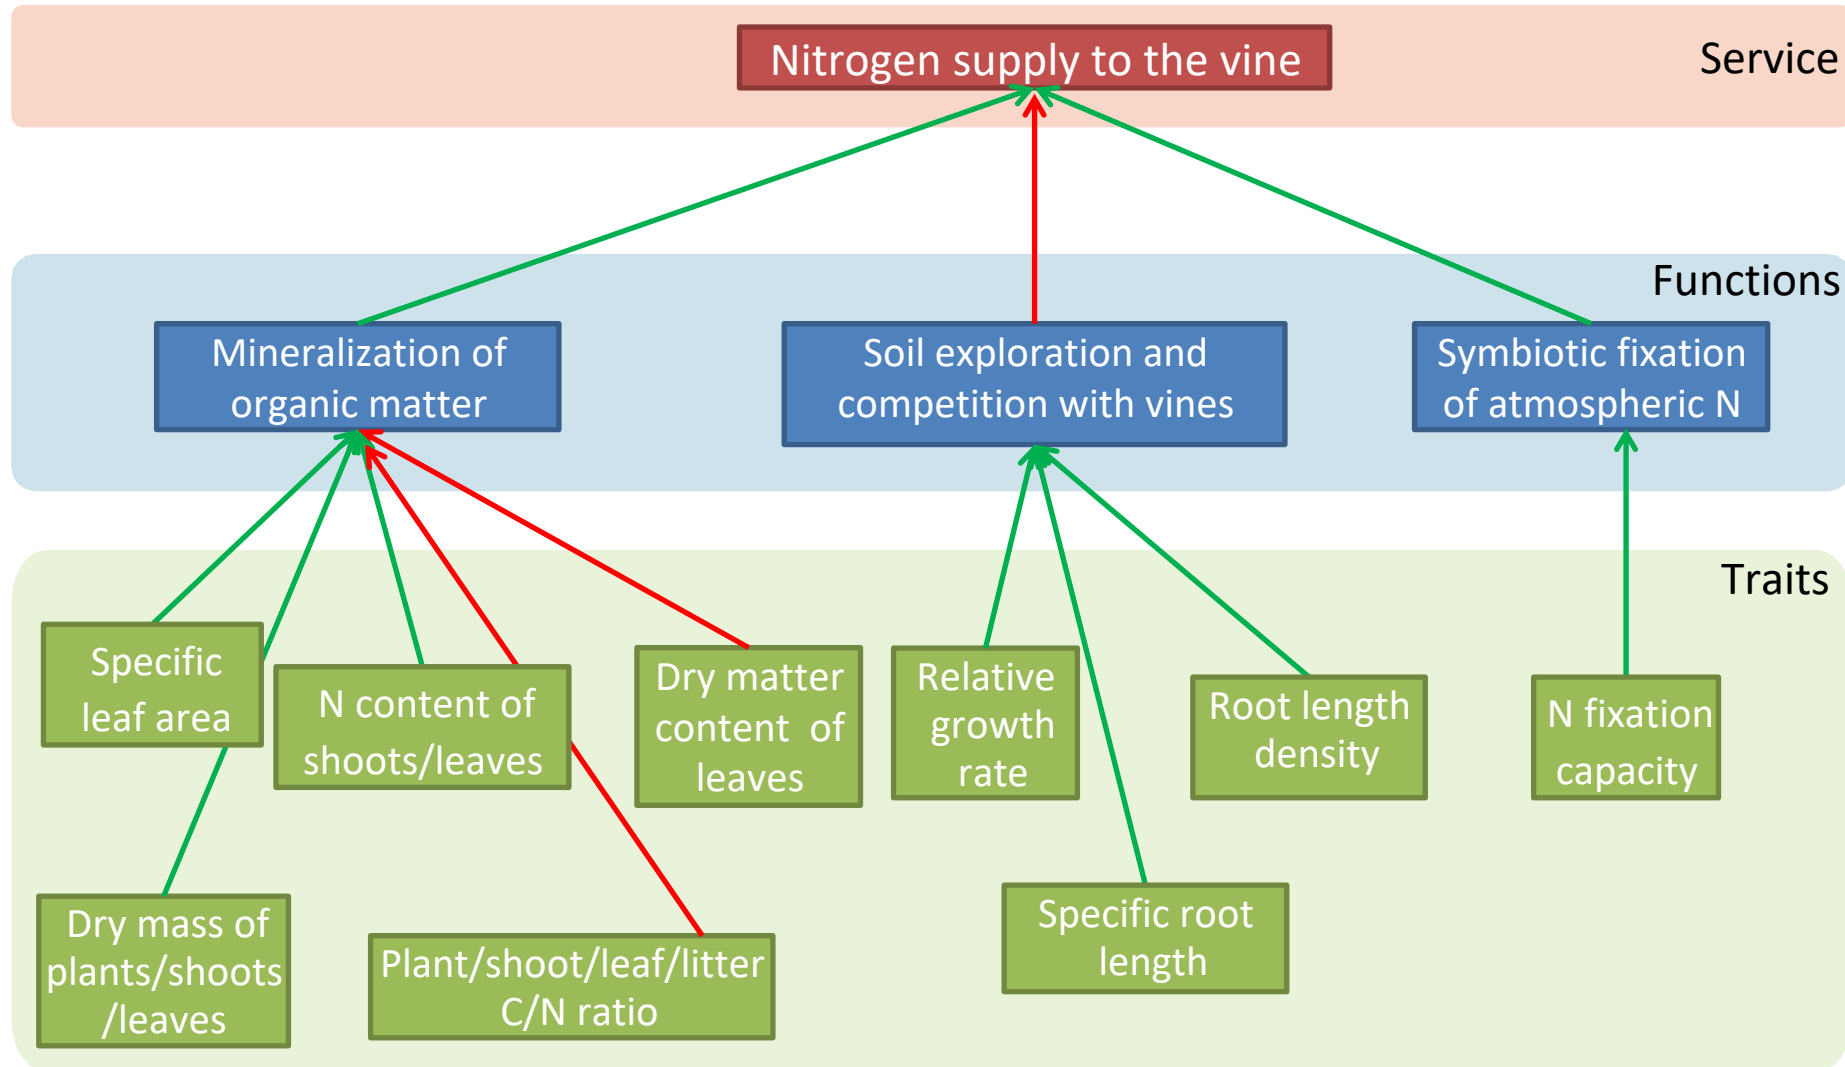 Nitrogen supply to the vine
Service
Functions
Mineralization of
organic matter
Soil exploration and
competition with vines
Symbiotic fixation
of atmospheric N
Traits
Specific
leaf area
N content of
shoots/leaves
Dry matter
content of
leaves
Relative
growth
rate
Root length
density
N fixation
capacity
Dry mass of
plants/shoots
/leaves
Plant/shoot/leaf/litter
C/N ratio
Specific root
length